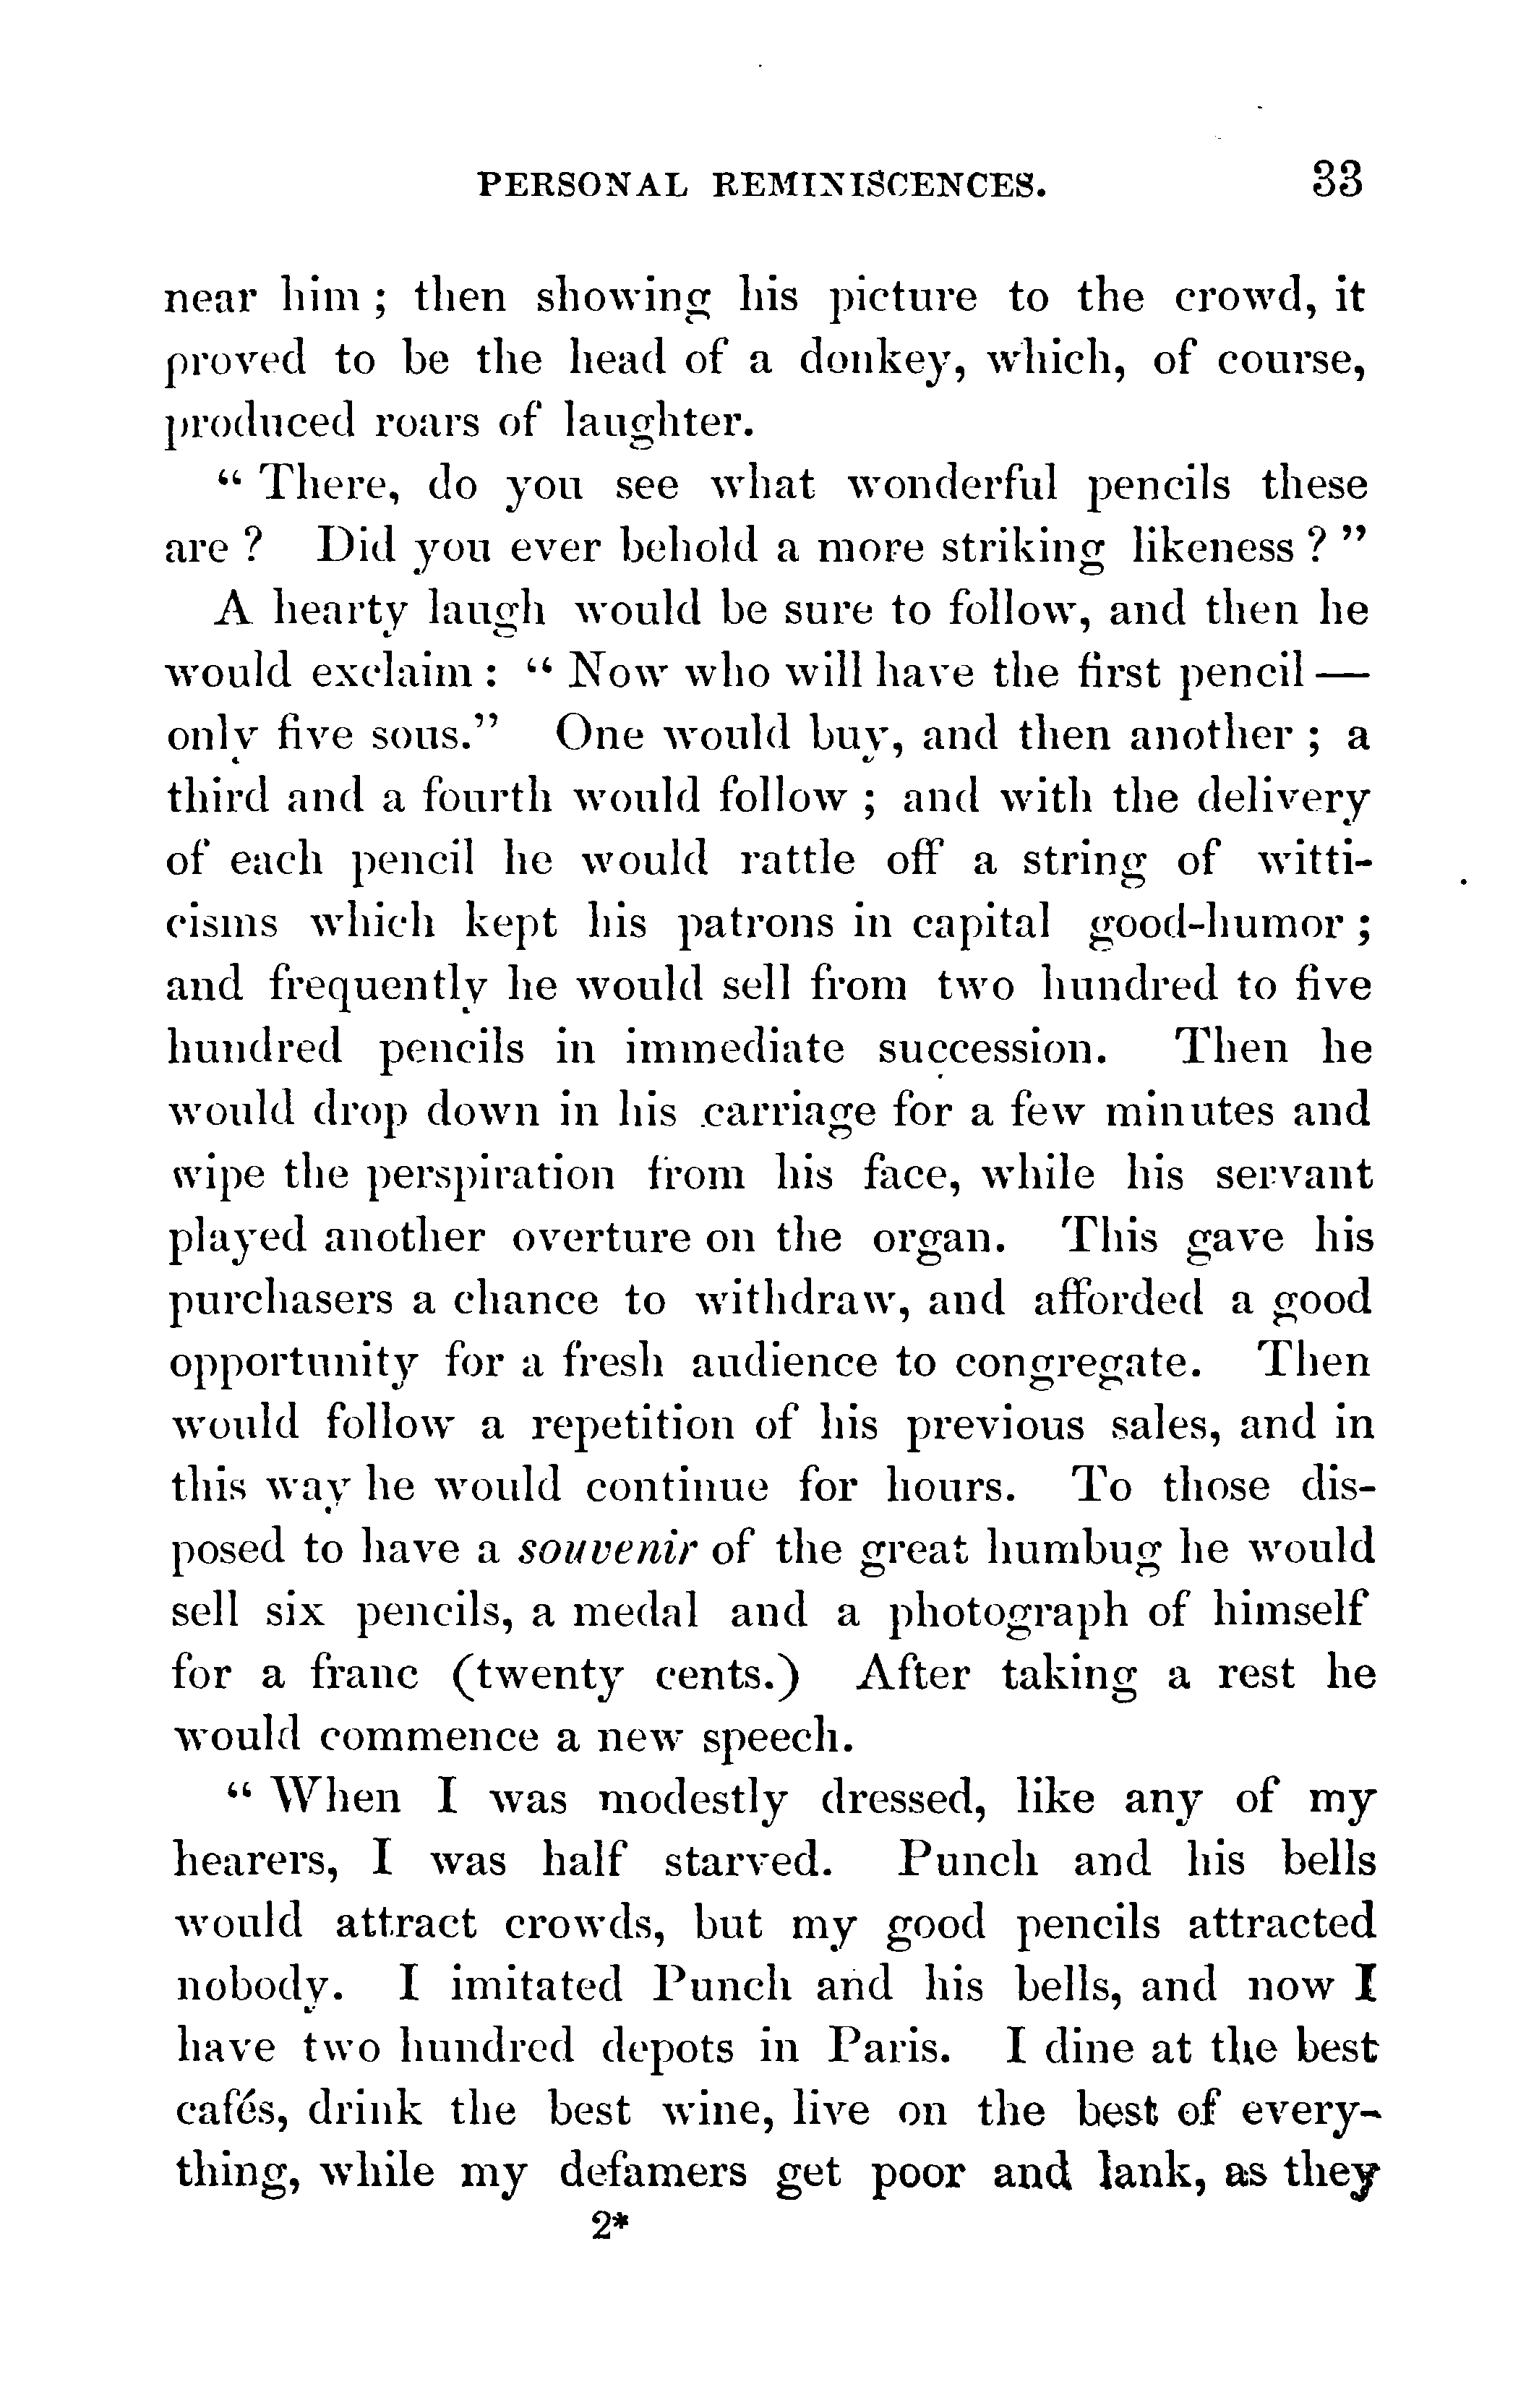 PERSONAL REMINISCENCES. 33
near him ; then showing his picture to the crowd, it
proved to be the head of a donkey, which, of course,
produced roars of laughter.
“ There, do you see what wonderful pencils these
are ? Did you ever behold a more striking likeness ? ”
A hearty laugh would be sure to follow, and then he
would exclaim : “ Now who will have the first pencil —
only five sous.” One would buy, and then another ; a
third and a fourth would follow ; and with the delivery
of each pencil he would rattle off a string of witti-
cisms which kept his patrons in capital good-humor ;
and frequently he would sell from two hundred to five
hundred pencils in immediate succession. Then he
would drop down in his carriage for a few minutes and
wipe the perspiration from his face, while his servant
played another overture on the organ. This gave his
purchasers a chance to withdraw, and afforded a good
opportunity for a fresh audience to congregate. Then
would follow a repetition of his previous sales, and in
this way he would continue for hours. To those dis-
posed to have a souvenir of the great humbug he would
sell six pencils, a medal and a photograph of himself
for a franc (twenty cents.) After taking a rest he
would commence a new speech.
“ When I was modestly dressed, like any of my
hearers, I was half starved. Punch and his bells
would attract crowds, but my good pencils attracted
nobody. I imitated Punch and his bells, and now I
have two hundred depots in Paris. I dine at the best
cafés, drink the best wine, live on the best of every-
thing, while my defamers get poor and lank, as they
2*